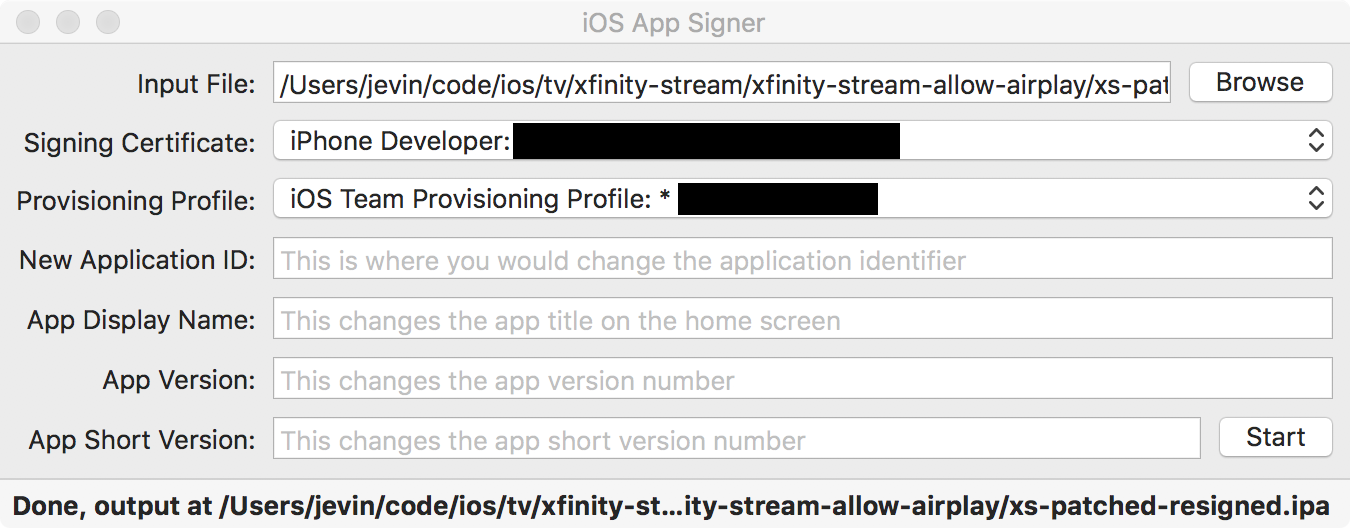 iOS App Signer
Input File: /Users/jevin/code/ios/tv/xfinity-stream/xfinity-stream-allow-airplay/xs-pat Browse
Signing Certificate: iPhone Developer:
Provisioning Profile: iOS Team Provisioning Profile: *
New Application ID: This is where you would change the application identifier
App Display Name: This changes the app title on the home screen
App Version: This changes the app version number
App Short Version: This changes the app short version number Start
Done, output at /Users/jevin/code/ios/tv/xfinity-st...ity-stream-allow-airplay/xs-patched-resigned.ipa